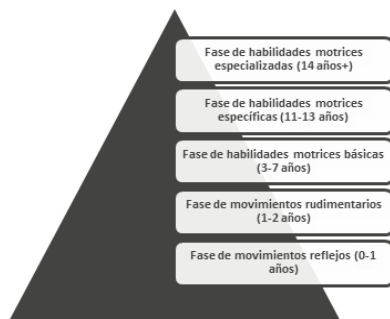 Fase de habilidades motrices
especializadas (14 años+)
Fase de habilidades motrices
específicas (11-13 años)
Fase de habilidades motrices básicas
(3-7 años)
Fase de movimientos rudimentarios
(1-2 años)
Fase de movimientos reflejos (0-1
años)